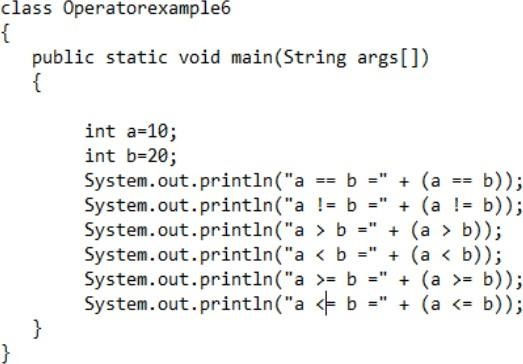 class Operatorexample6
{
public static void main(String args[])
{
int a=10;
int b=20;
System.out.println("a == b =" + (a == b));
System.out.println("a != b =" + (a != b));
System.out.println("a > b =" + (a > b));
System.out.println("a < b =" + (a < b));
System.out.println("a >= b =" + (a >= b));
System.out.println("a <= b =" + (a <= b));
}
}